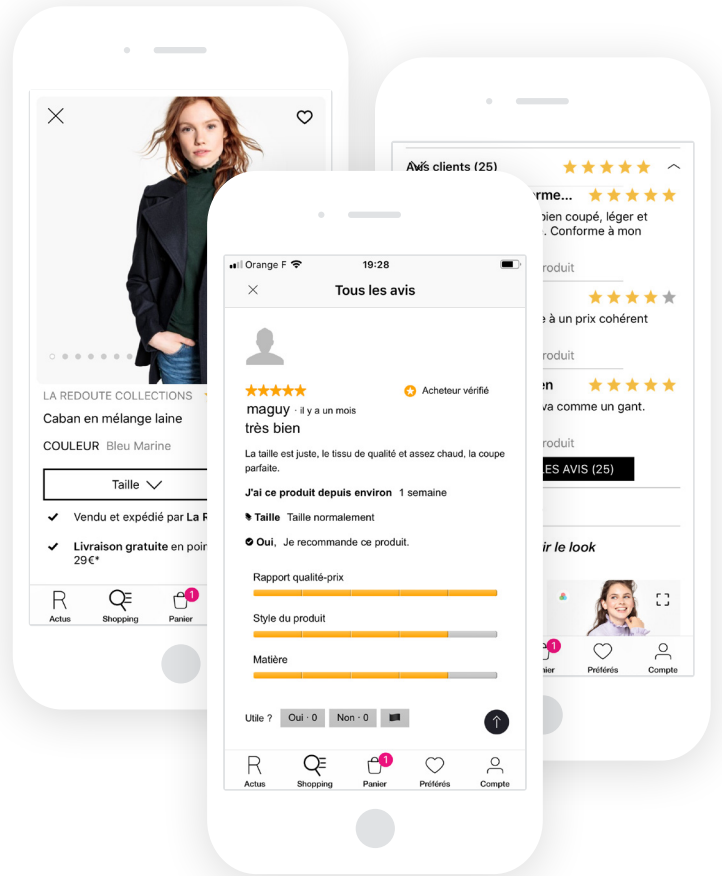 LA REDOUTE COLLECTIONS
Caban en mélange laine
COULEUR Bleu Marine
Taille
Vendu et expédié par La R
Livraison gratuite en poin
29€*
R
Actus
Shopping
1
Panier
Orange F
19:28
Tous les avis
Acheteur vérifié
maguy · il y a un mois
très bien
La taille est juste, le tissu de qualité et assez chaud, la coupe
parfaite.
J'ai ce produit depuis environ 1 semaine
Taille Taille normalement
Oui, Je recommande ce produit.
Rapport qualité-prix
Style du produit
Matière
Utile ? Oui · 0 Non · 0
R
Actus
Shopping
1
Panier
Préférés
Compte
Avis clients (25)
rme...
bien coupé, léger et
. Conforme à mon
roduit
à un prix cohérent
roduit
en
va comme un gant.
roduit
LES AVIS (25)
ir le look
1
nier
Préférés
Compte